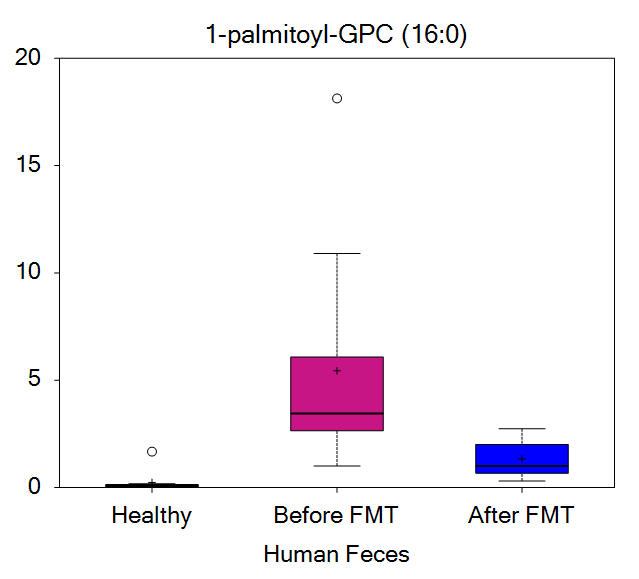 1-palmitoyl-GPC (16:0)
20
15
10
5
0
Healthy Before FMT After FMT
Human Feces